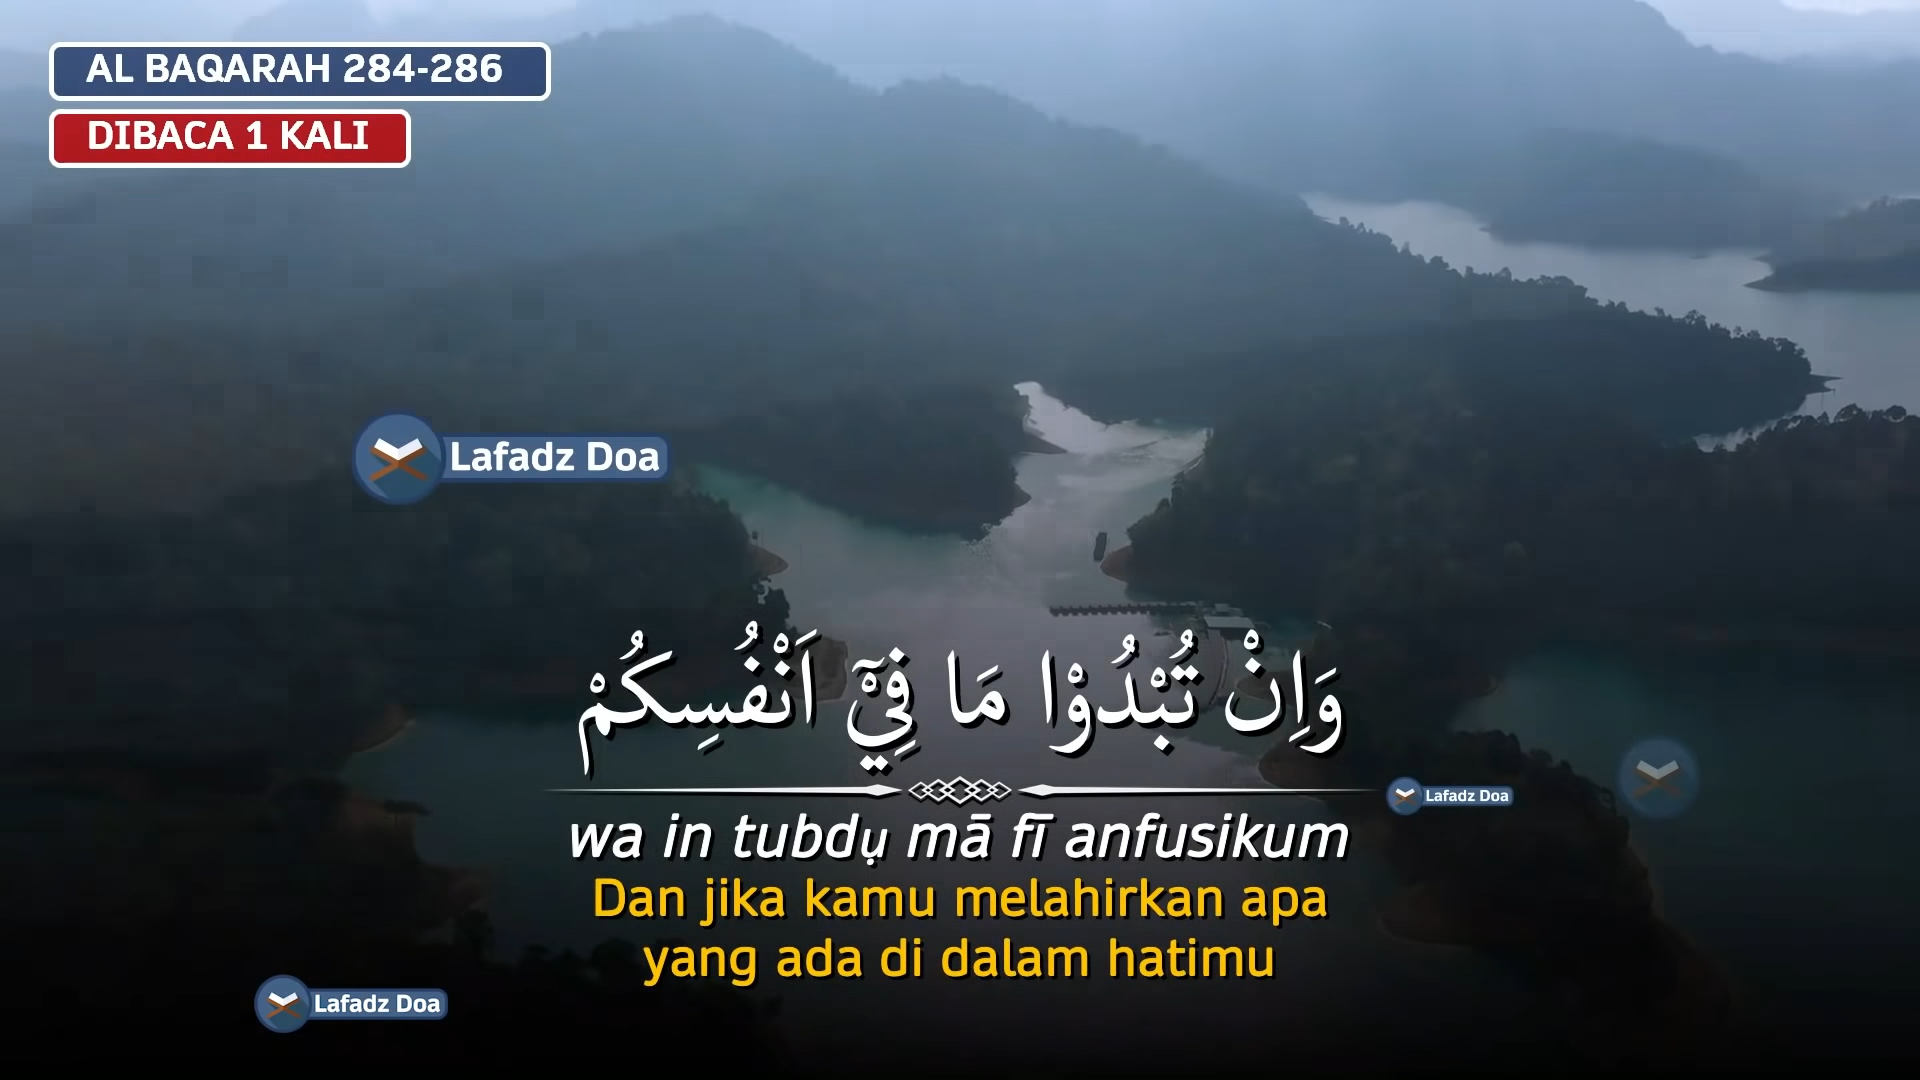 AL BAQARAH 284-286
DIBACA 1 KALI
Lafadz Doa
وَاِنْ تُبْدُوْا مَا فِيْٓ اَنْفُسِكُمْ
Lafadz Doa
wa in tubdụ mā fī anfusikum
Dan jika kamu melahirkan apa
yang ada di dalam hatimu
Lafadz Doa